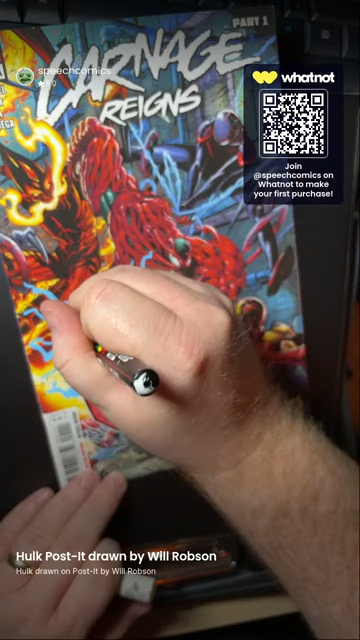 PART 1
CARNAGE
REIGNS
speechcomics
whatnot
Join
@speechcomics on
Whatnot to make
your first purchase!
Hulk Post-It drawn by Will Robson
Hulk drawn on Post-It by Will Robson